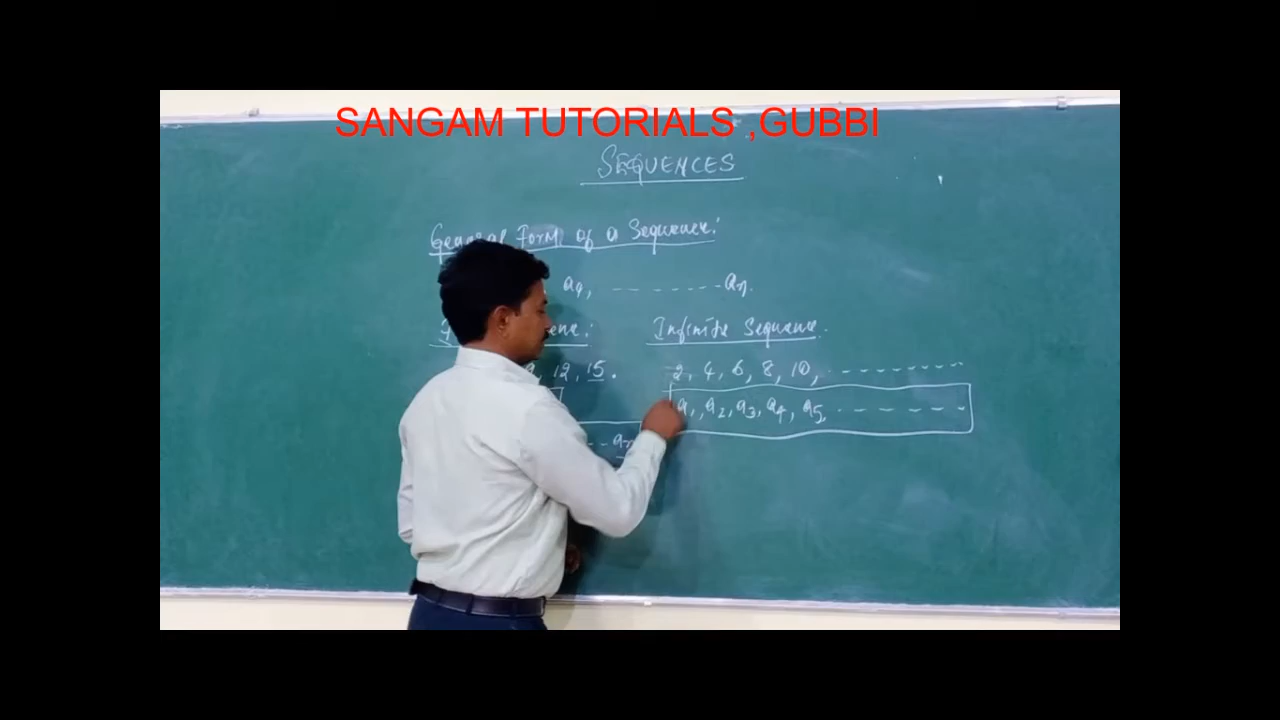 SANGAM TUTORIALS ,GUBBI
SEQUENCES
General Form of a Sequence:
a4, --------- an.
Infinite Sequence.
12, 15.
2, 4, 6, 8, 10, ----------
a1, a2, a3, a4, a5, --------
-- an